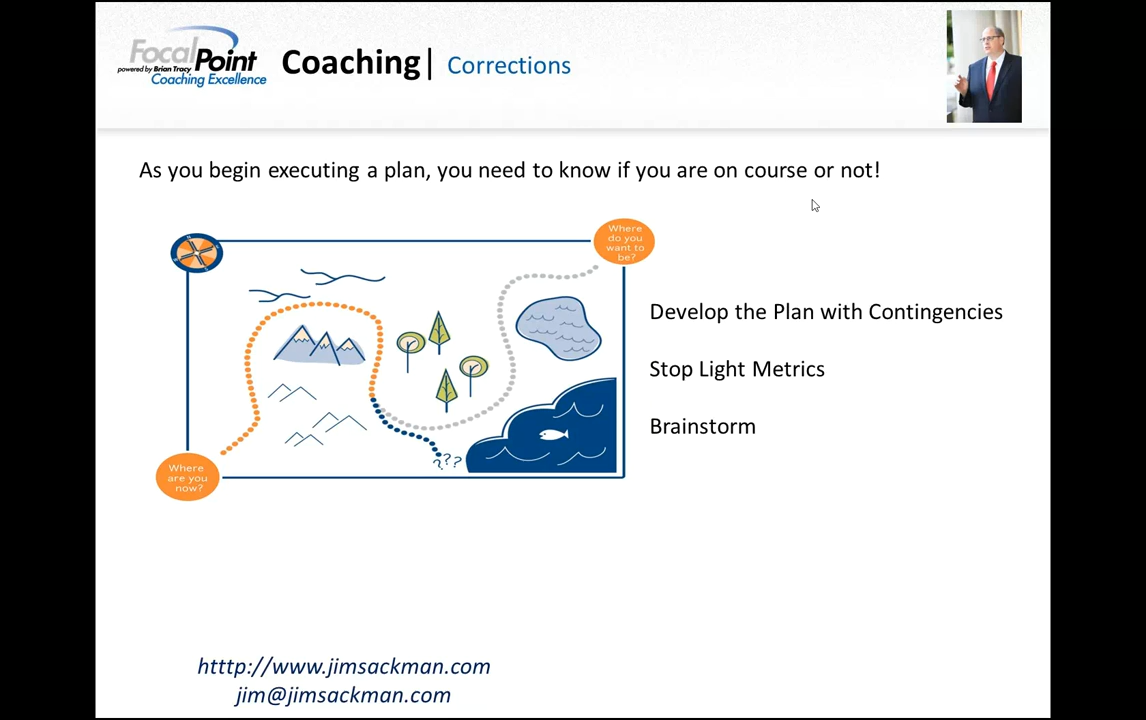 FocalPoint
powered by Brian Tracy
Coaching Excellence
Coaching| Corrections
As you begin executing a plan, you need to know if you are on course or not!
Where
do you
want to
be?
Develop the Plan with Contingencies
Stop Light Metrics
Brainstorm
???
Where
are you
now?
htttp://www.jimsackman.com
jim@jimsackman.com